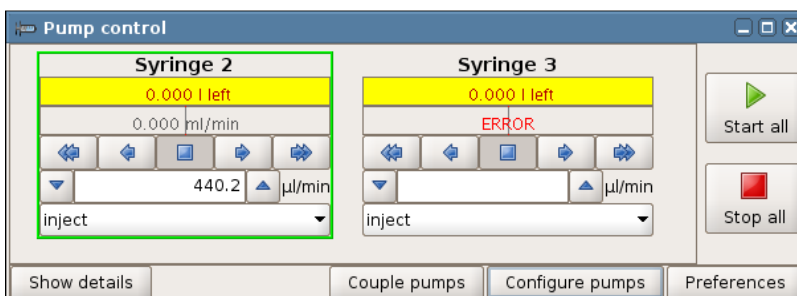 Pump control
Syringe 2
0.000 l left
0.000 ml/min
440.2 µl/min
inject
Syringe 3
0.000 l left
ERROR
µl/min
inject
Start all
Stop all
Show details Couple pumps Configure pumps Preferences